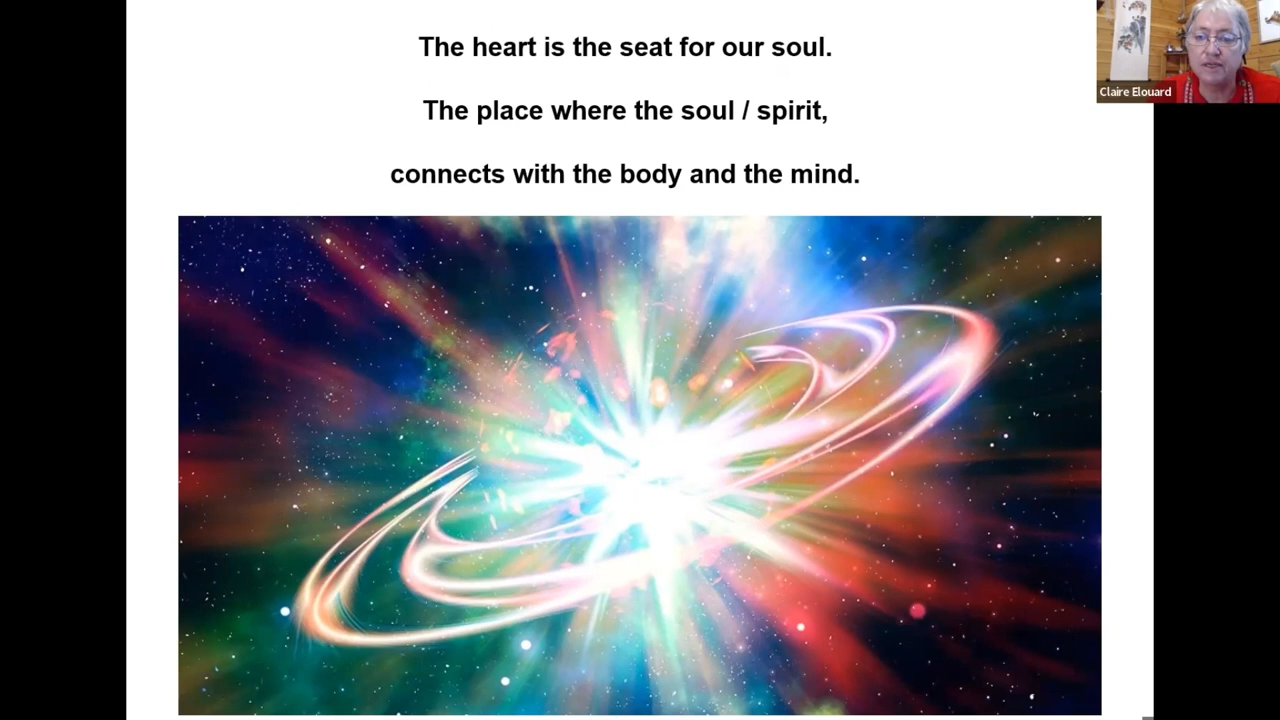 The heart is the seat for our soul.
The place where the soul / spirit,
connects with the body and the mind.
Claire Elouard